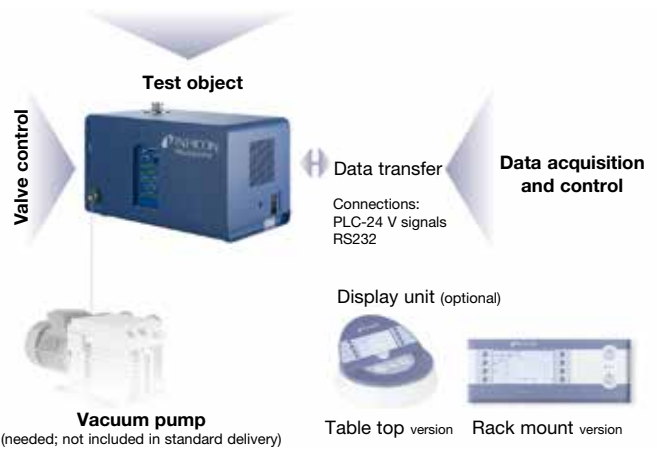 Test object
Valve control
INFICON
Data transfer
Connections:
PLC-24 V signals
RS232
Data acquisition
and control
Display unit (optional)
Vacuum pump
(needed; not included in standard delivery)
Table top version
Rack mount version